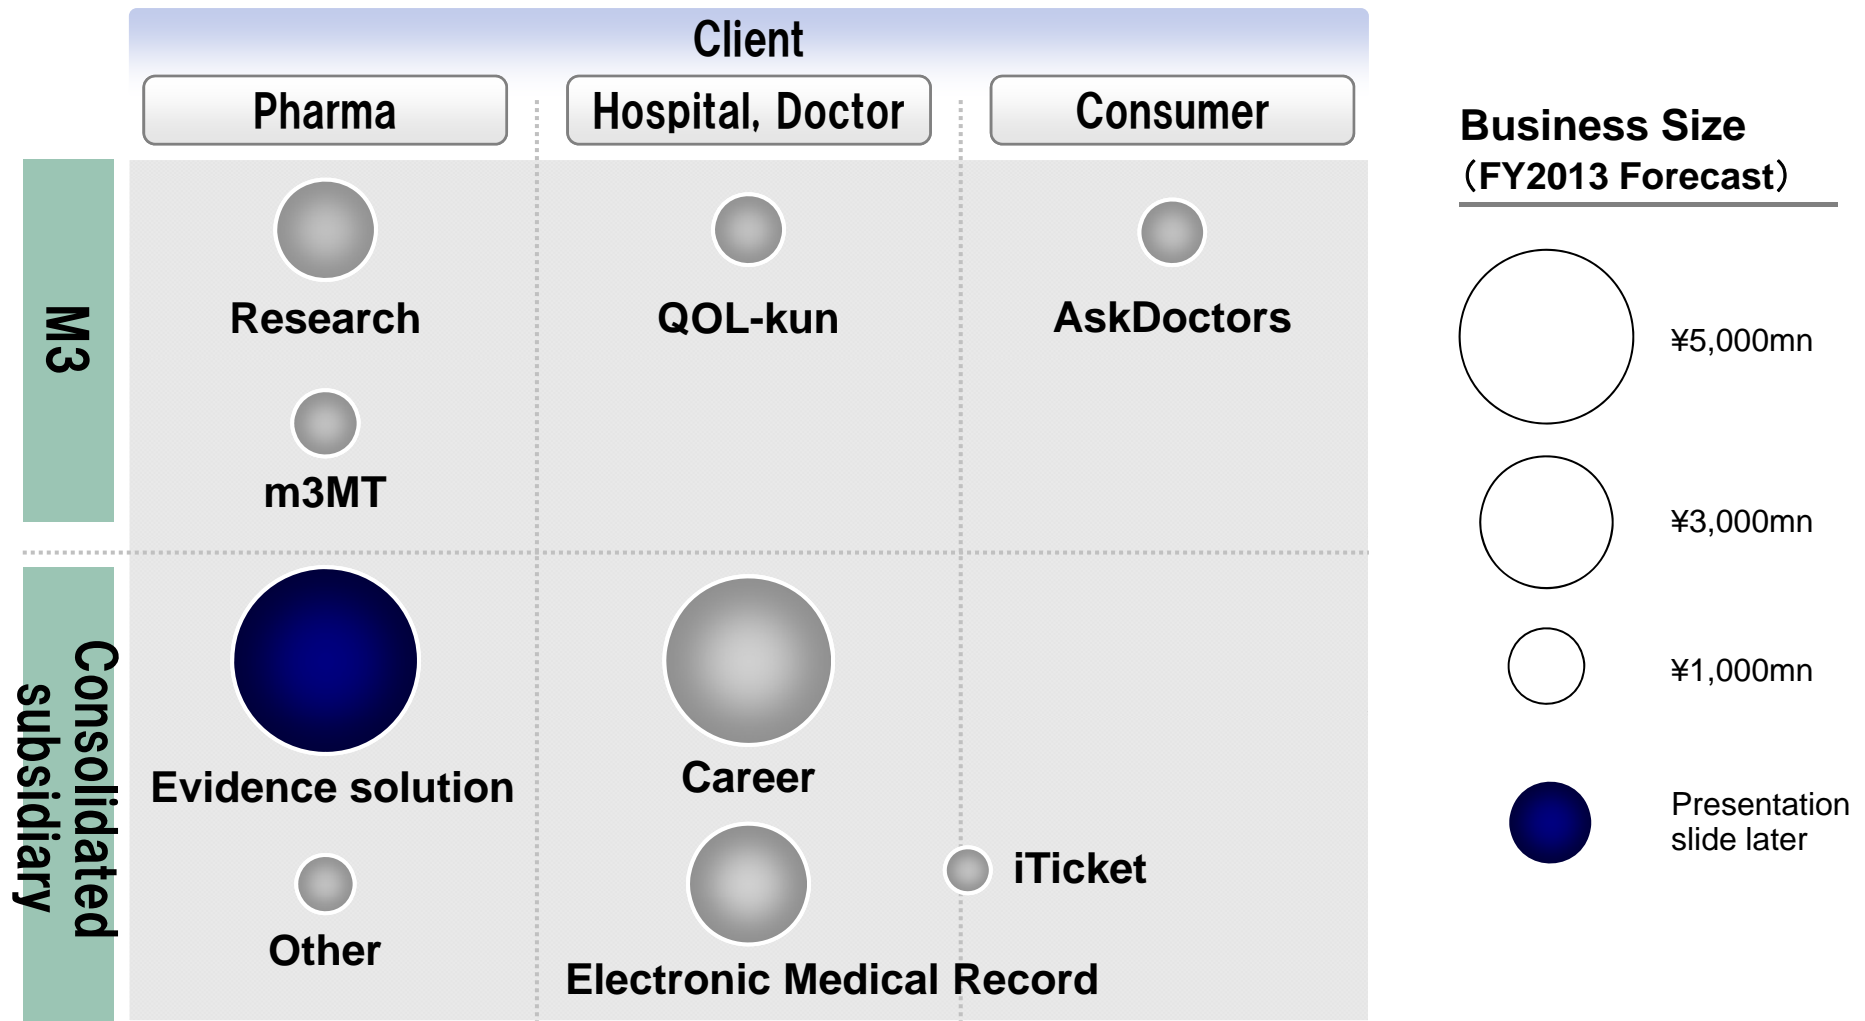 Client
Pharma
Hospital, Doctor
Consumer
M3
Research
QOL-kun
AskDoctors
m3MT
Consolidated
subsidiary
Evidence solution
Career
Other
iTicket
Electronic Medical Record
Business Size
（FY2013 Forecast）
¥5,000mn
¥3,000mn
¥1,000mn
Presentation
slide later